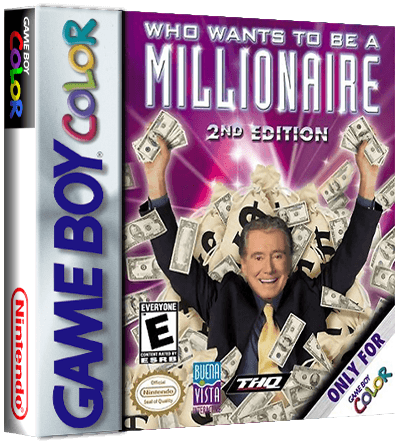 GAME BOY
COLOR
Nintendo
GAME BOY COLOR
WHO WANTS TO BE A
MILLIONAIRE
2ND EDITION
EVERYONE
E
CONTENT RATED BY
ESRB
Official
Nintendo
Seal of Quality
BUENA
VISTA
INTERACTIVE
THQ
ONLY FOR
GAME BOY
COLOR